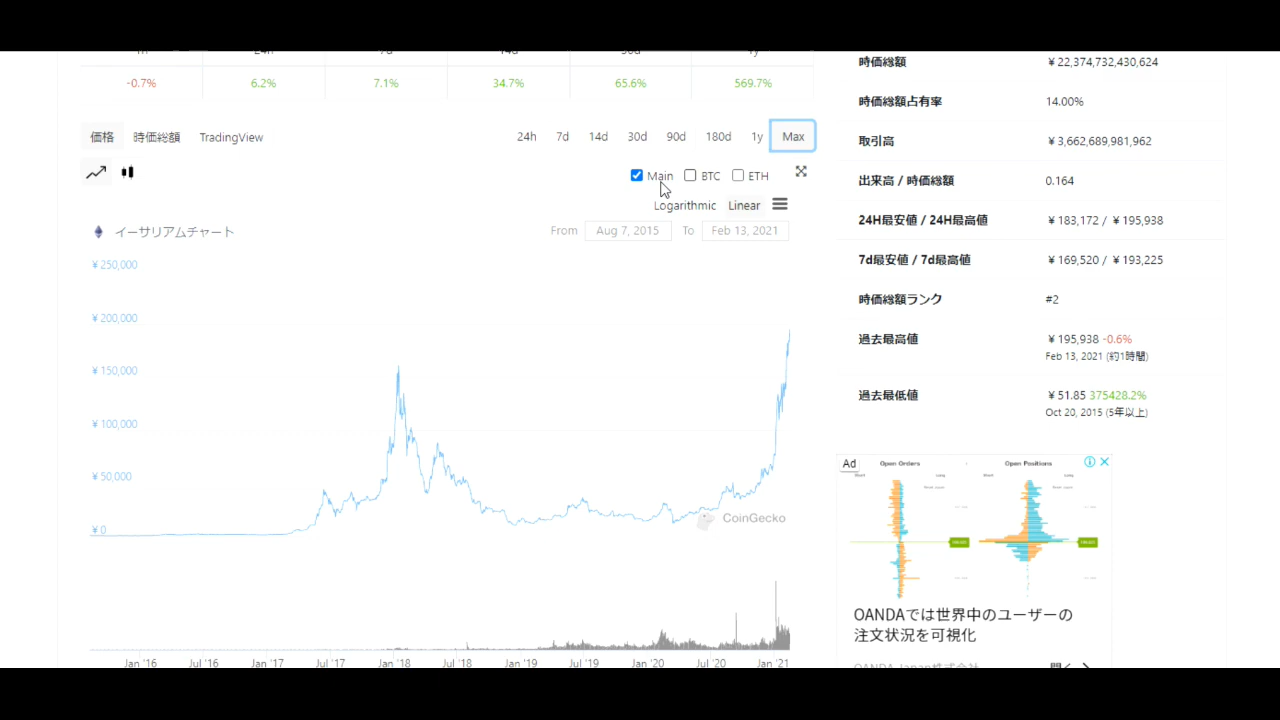 -0.7% 6.2% 7.1% 34.7% 65.6% 569.7%
価格 時価総額 TradingView 24h 7d 14d 30d 90d 180d 1y Max
Main BTC ETH
Logarithmic Linear
イーサリアムチャート From Aug 7, 2015 To Feb 13, 2021
¥250,000
¥200,000
¥150,000
¥100,000
¥50,000
¥0
CoinGecko
Jan '16 Jul '16 Jan '17 Jul '17 Jan '18 Jul '18 Jan '19 Jul '19 Jan '20 Jul '20 Jan '21
時価総額 ¥22,374,732,430,624
時価総額占有率 14.00%
取引高 ¥3,662,689,981,962
出来高 / 時価総額 0.164
24H最安値 / 24H最高値 ¥183,172 / ¥195,938
7d最安値 / 7d最高値 ¥169,520 / ¥193,225
時価総額ランク #2
過去最高値 ¥195,938 -0.6%
Feb 13, 2021 (約1時間)
過去最低値 ¥51.85 375428.2%
Oct 20, 2015 (5年以上)
Ad Open Orders Open Positions
OANDAでは世界中のユーザーの
注文状況を可視化